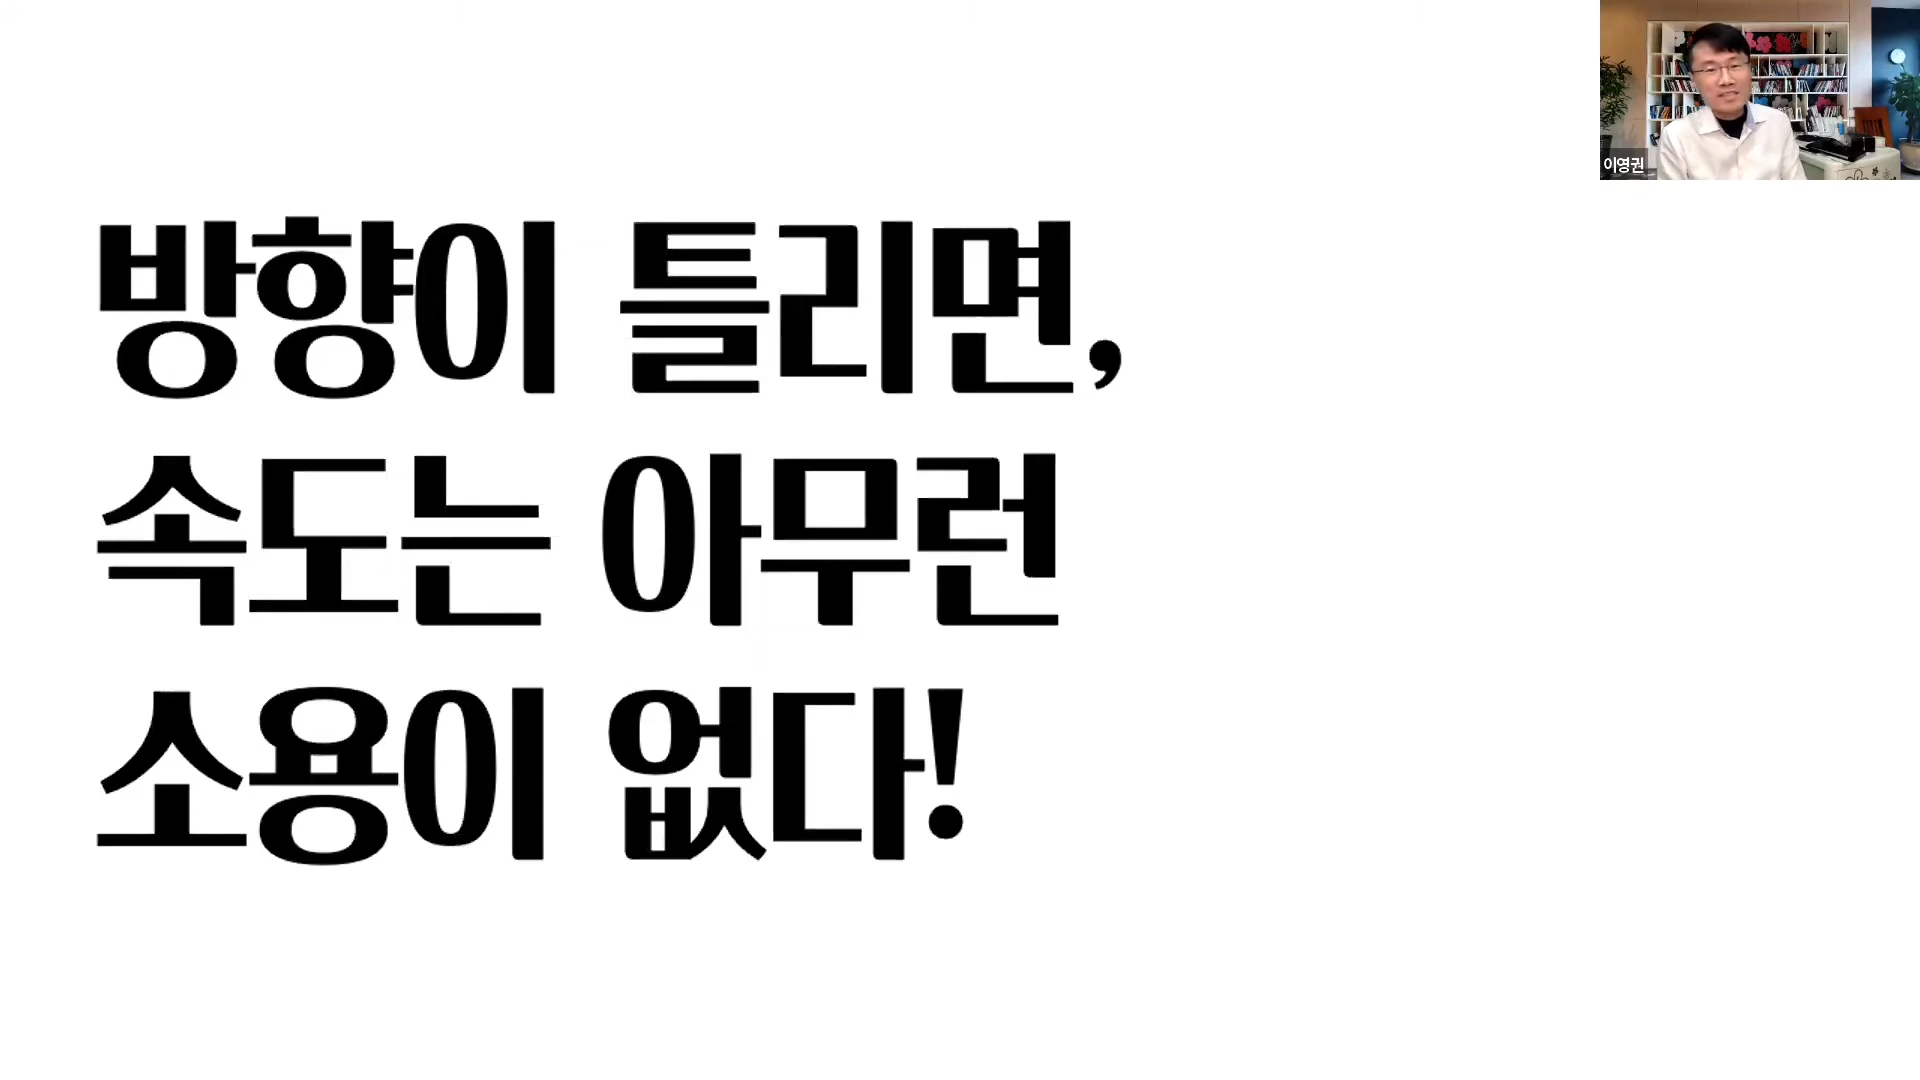 이영권
방향이 틀리면,
속도는 아무런
소용이 없다!